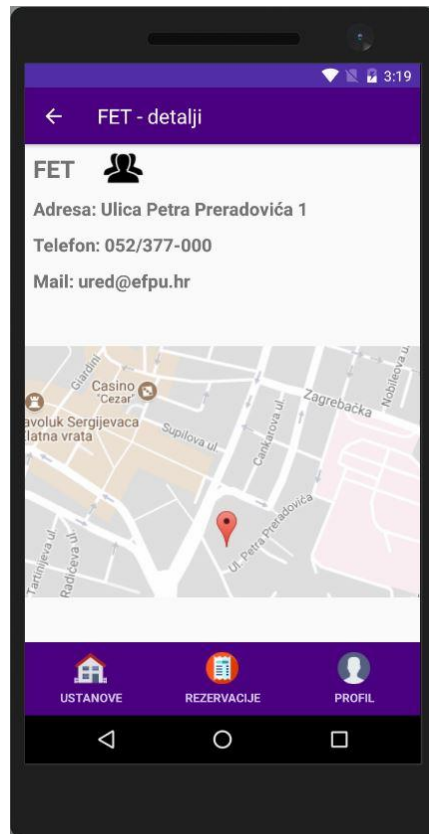 3:19
FET - detalji
FET
Adresa: Ulica Petra Preradovića 1
Telefon: 052/377-000
Mail: ured@efpu.hr
Giardini
Casino
"Cezar"
avoluk Sergijevaca
latna vrata
Supilova ul.
Cankarova ul.
Zagrebačka
Nobileova u.
Ul. Petra Preradovića
Tartinijeva ul.
Radićeva ul.
USTANOVE
REZERVACIJE
PROFIL